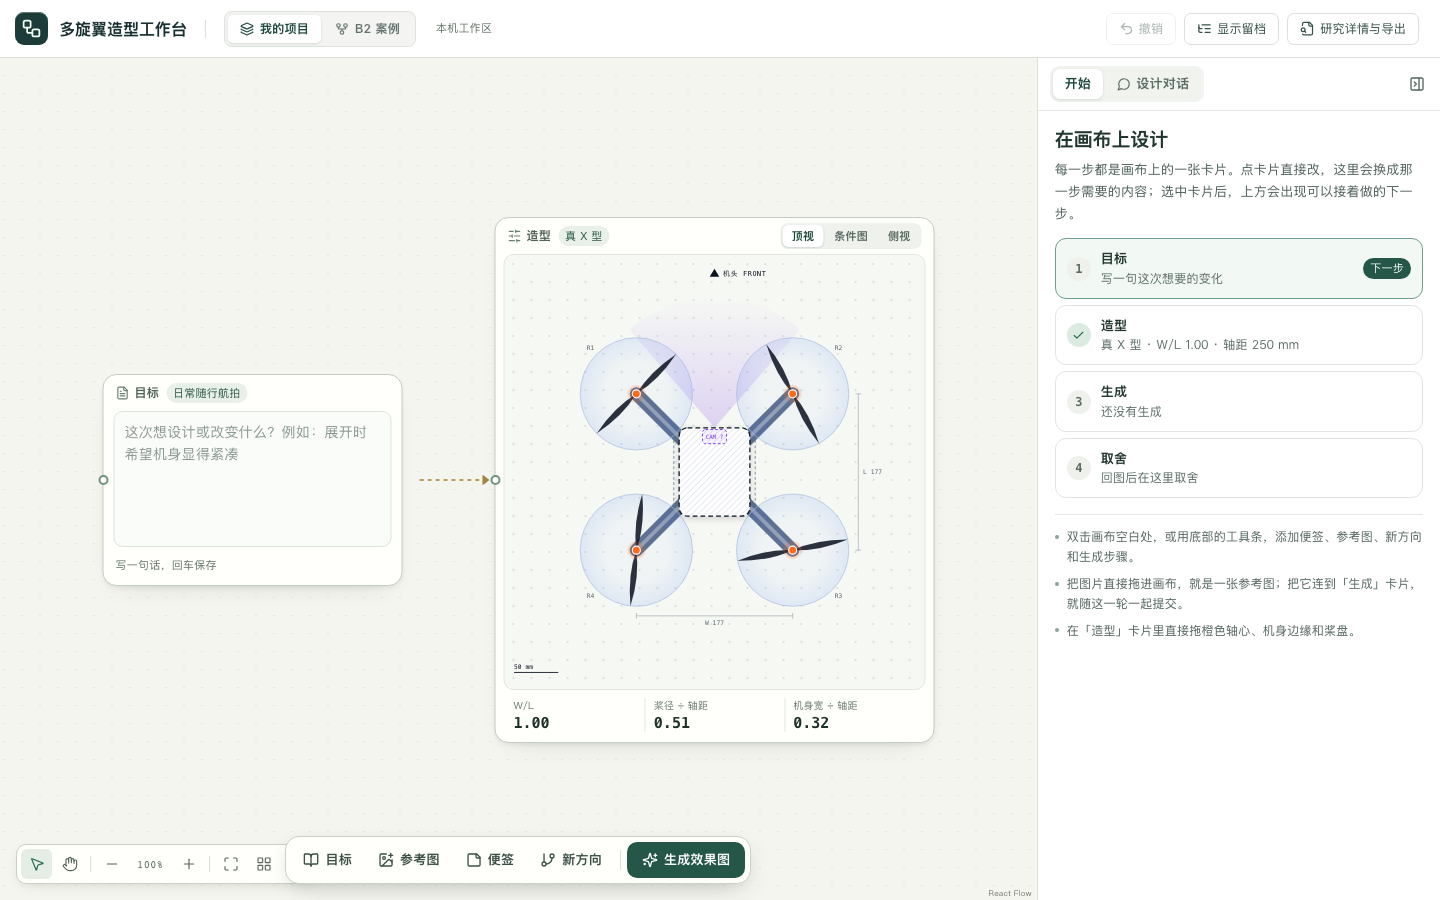 多旋翼造型工作台
我的项目
B2 案例
本机工作区
撤销
显示留档
研究详情与导出
目标
日常随行航拍
这次想设计或改变什么？例如：展开时
希望机身显得紧凑
写一句话，回车保存
造型
真 X 型
顶视
条件图
侧视
机头 FRONT
R1
R2
CAM ?
L 177
R4
R3
W 177
50 mm
W/L
1.00
桨径 ÷ 轴距
0.51
机身宽 ÷ 轴距
0.32
100%
目标
参考图
便签
新方向
生成效果图
React Flow
开始
设计对话
在画布上设计
每一步都是画布上的一张卡片。点卡片直接改，这里会换成那
一步需要的内容；选中卡片后，上方会出现可以接着做的下一
步。
1
目标
写一句这次想要的变化
下一步
造型
真 X 型 · W/L 1.00 · 轴距 250 mm
3
生成
还没有生成
4
取舍
回图后在这里取舍
双击画布空白处，或用底部的工具条，添加便签、参考图、新方向
和生成步骤。
把图片直接拖进画布，就是一张参考图；把它连到「生成」卡片，
就随这一轮一起提交。
在「造型」卡片里直接拖橙色轴心、机身边缘和桨盘。